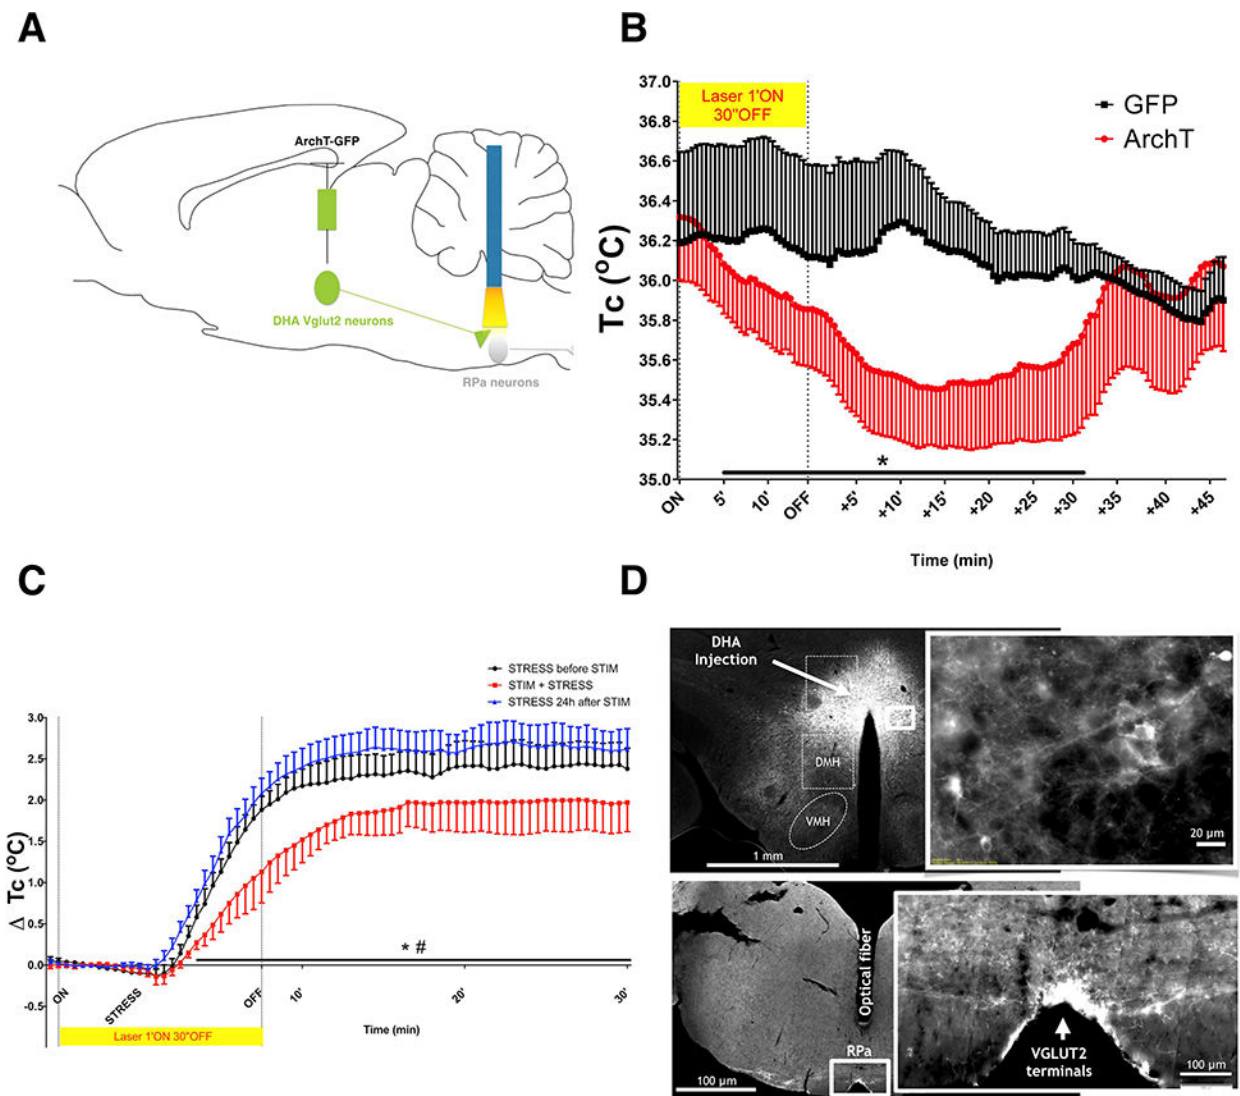 A
ArchT-GFP
DHA Vglut2 neurons
RPa neurons
B
Laser 1'ON
30"OFF
GFP
ArchT
Tc (°C)
37.0
36.8
36.6
36.4
36.2
36.0
35.8
35.6
35.4
35.2
35.0
*
ON
5'
10'
OFF
+5'
+10'
+15'
+20
+25
+30
+35
+40
+45
Time (min)
C
STRESS before STIM
STIM + STRESS
STRESS 24h after STIM
Δ Tc (°C)
3.0
2.5
2.0
1.5
1.0
0.5
0.0
-0.5
* #
ON
STRESS
OFF
10'
20'
30'
Time (min)
Laser 1'ON 30"OFF
D
DHA
Injection
DMH
VMH
1 mm
20 µm
Optical fiber
RPa
100 µm
VGLUT2
terminals
100 µm